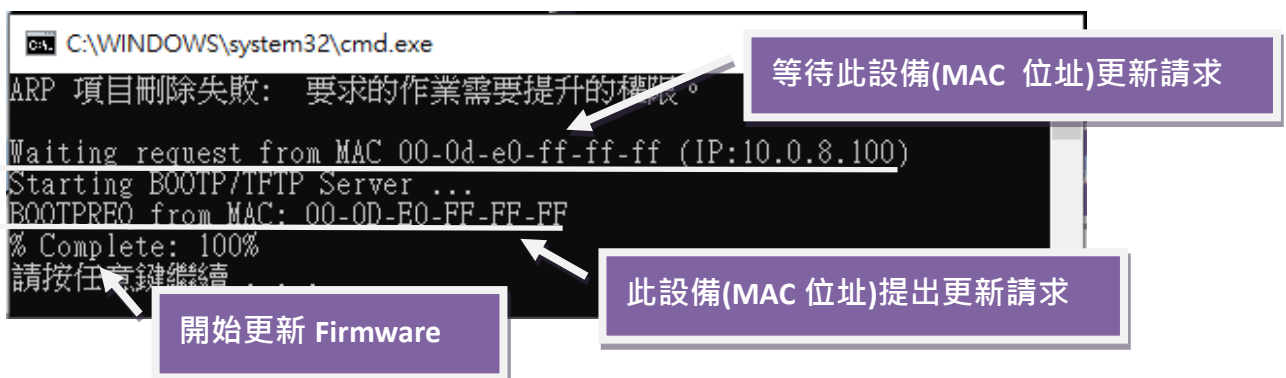 C:\WINDOWS\system32\cmd.exe
ARP 項目刪除失敗: 要求的作業需要提升的權限。
等待此設備(MAC 位址)更新請求
Waiting request from MAC 00-0d-e0-ff-ff-ff (IP:10.0.8.100)
Starting BOOTP/TFTP Server ...
BOOTPREQ from MAC: 00-0D-E0-FF-FF-FF
% Complete: 100%
請按任意鍵繼續 . . .
此設備(MAC 位址)提出更新請求
開始更新 Firmware